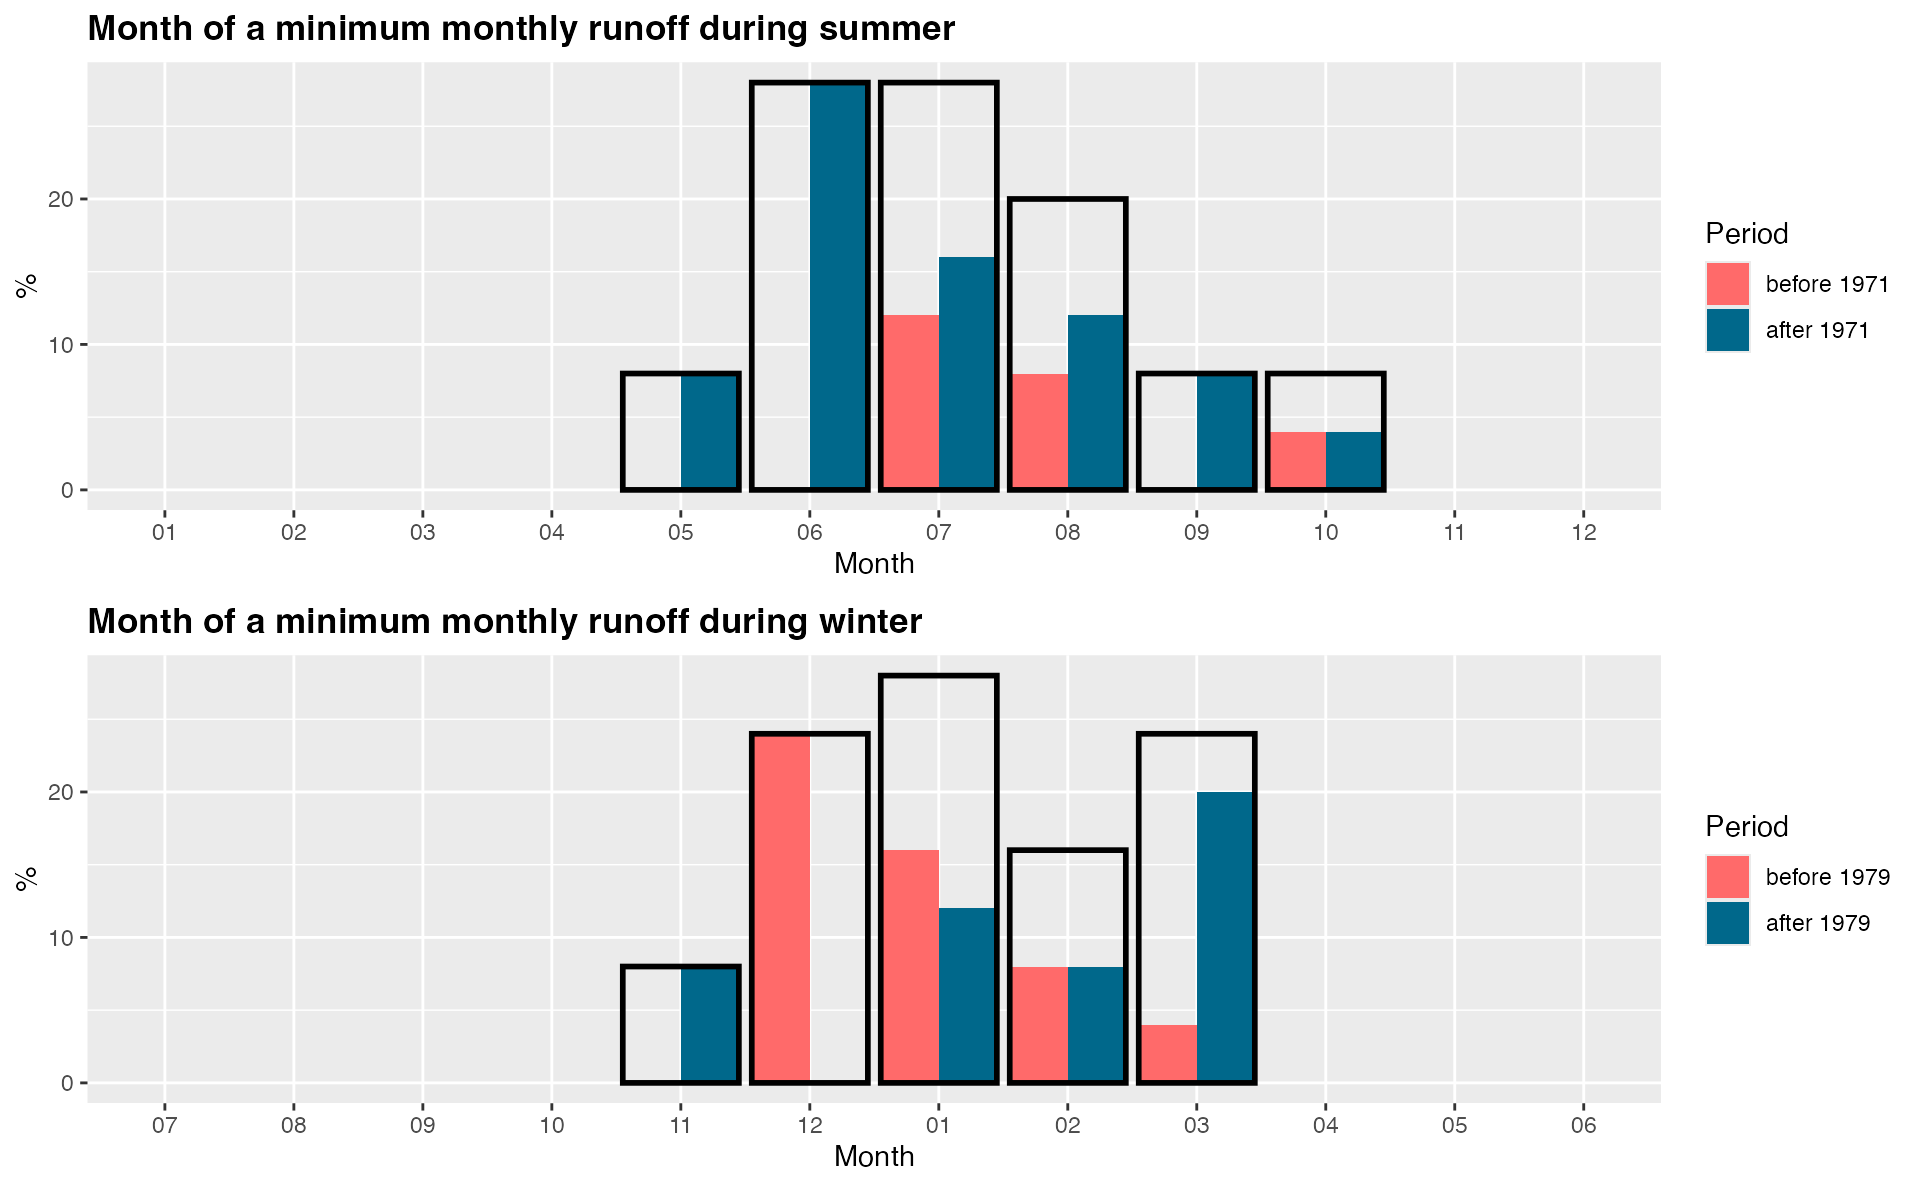 Month of a minimum monthly runoff during summer
%
20
10
0
01 02 03 04 05 06 07 08 09 10 11 12
Month
Period
before 1971
after 1971
Month of a minimum monthly runoff during winter
%
20
10
0
07 08 09 10 11 12 01 02 03 04 05 06
Month
Period
before 1979
after 1979